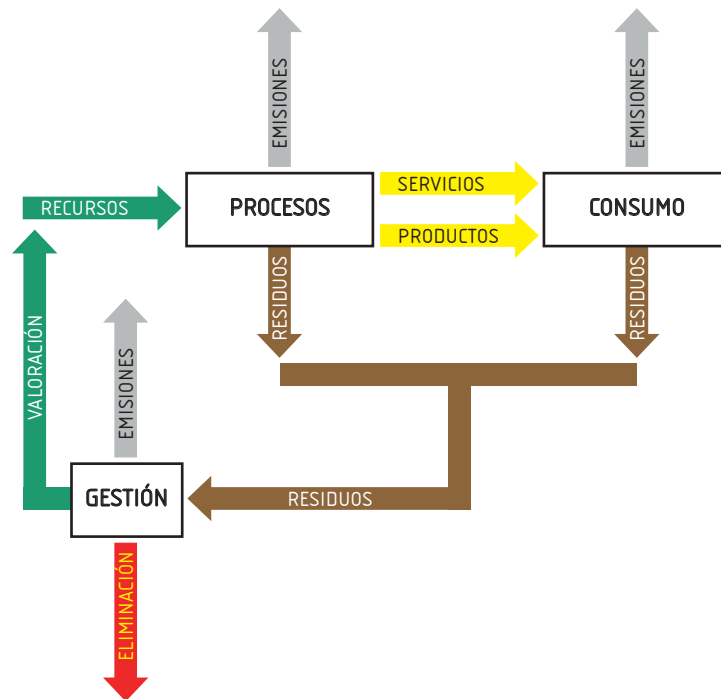 EMISIONES
EMISIONES
RECURSOS
PROCESOS
SERVICIOS
PRODUCTOS
CONSUMO
RESIDUOS
RESIDUOS
VALORACIÓN
EMISIONES
GESTIÓN
RESIDUOS
ELIMINACIÓN